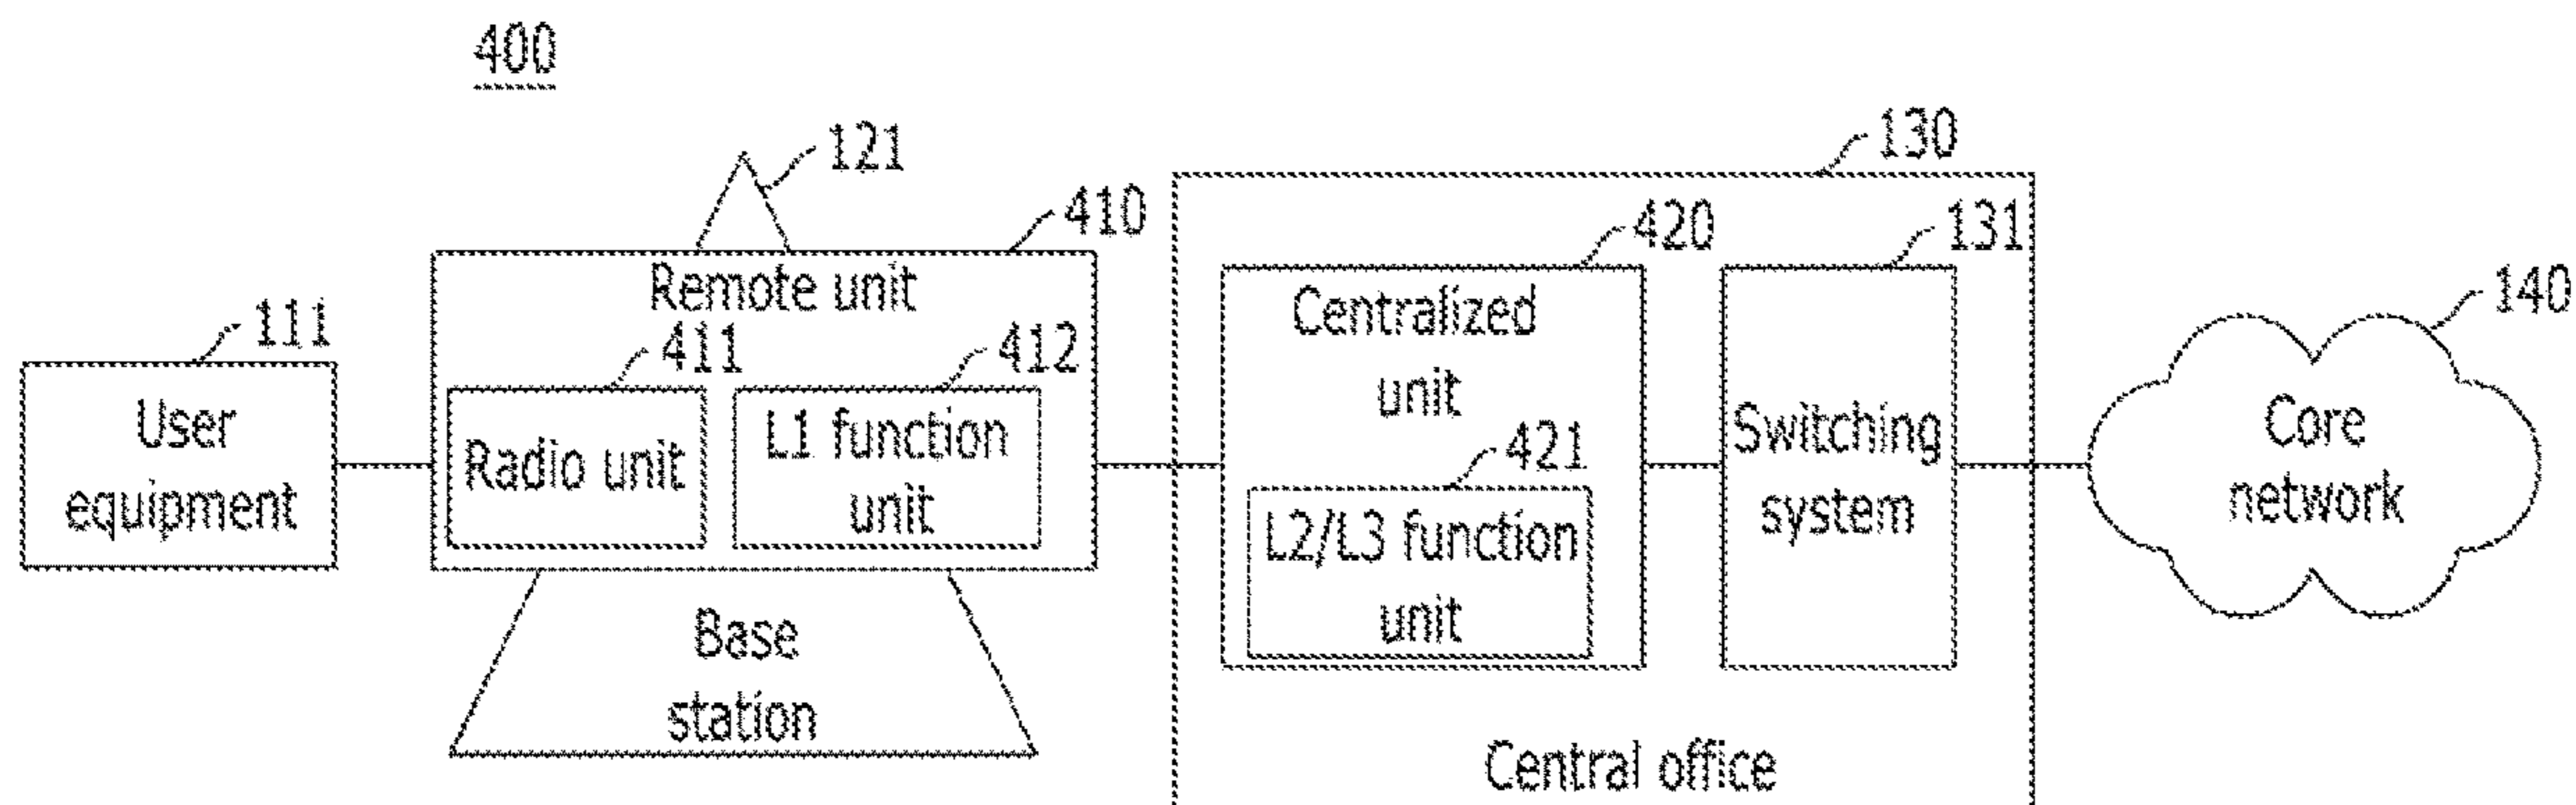 400
121
130
410
Remote unit
420
131
111
411
412
Centralized
unit
140
User
equipment
Radio unit
L1 function
unit
421
L2/L3 function
unit
Switching
system
Core
network
Base
station
Central office